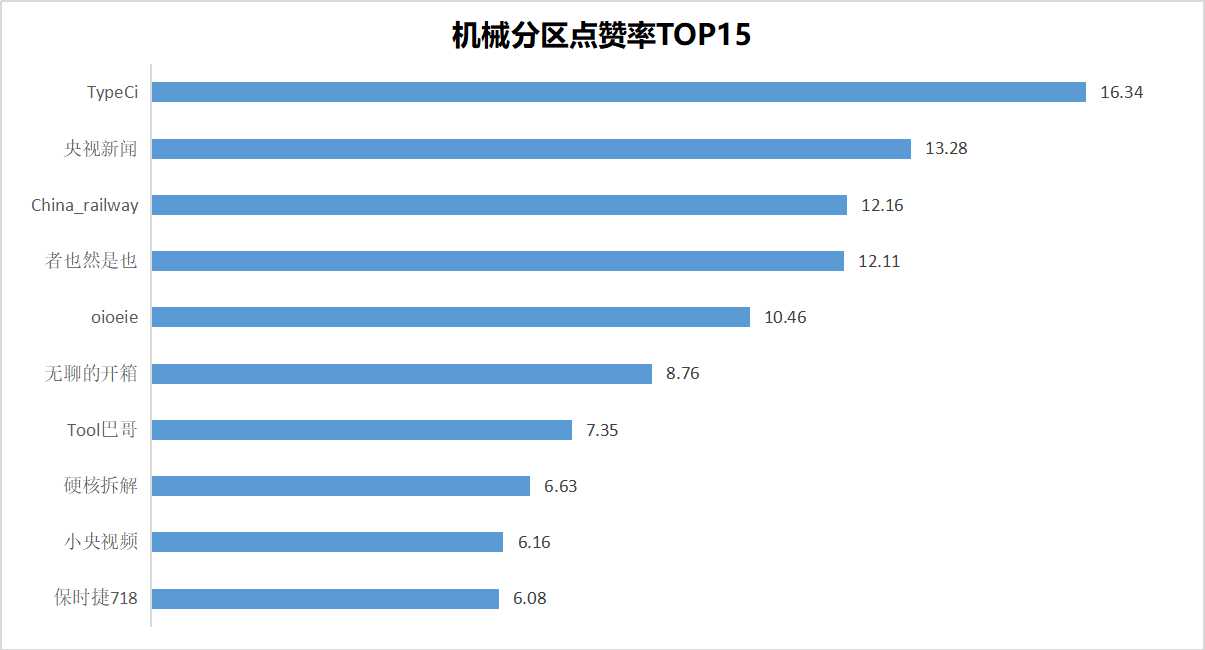 机械分区点赞率TOP15
TypeCi 16.34
央视新闻 13.28
China_railway 12.16
者也然是也 12.11
oioeie 10.46
无聊的开箱 8.76
Tool巴哥 7.35
硬核拆解 6.63
小央视频 6.16
保时捷718 6.08